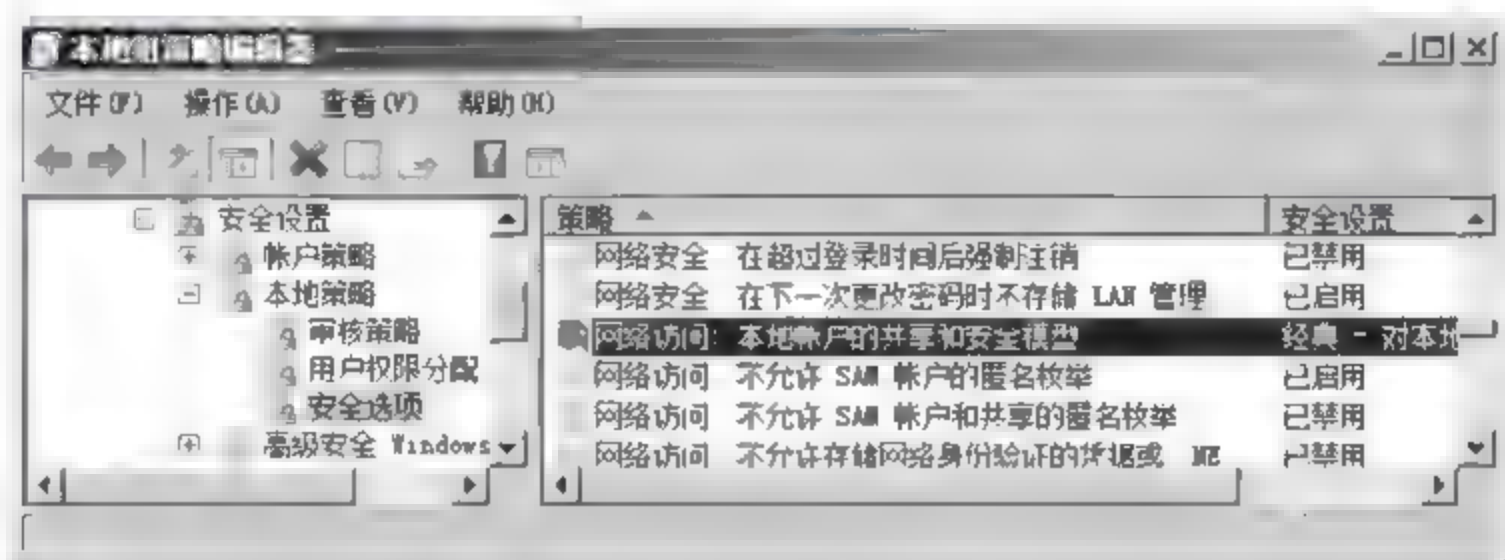 本地组策略编辑器
文件(F) 操作(A) 查看(V) 帮助(H)
安全设置
帐户策略
本地策略
审核策略
用户权限分配
安全选项
高级安全 Windows
策略 安全设置
网络安全 在超过登录时间后强制注销 已禁用
网络安全 在下一次更改密码时不存储 LAN 管理 已启用
网络访问: 本地帐户的共享和安全模型 经典 - 对本地
网络访问 不允许 SAM 帐户的匿名枚举 已启用
网络访问 不允许 SAM 帐户和共享的匿名枚举 已禁用
网络访问 不允许存储网络身份验证的凭据或 NE 已禁用